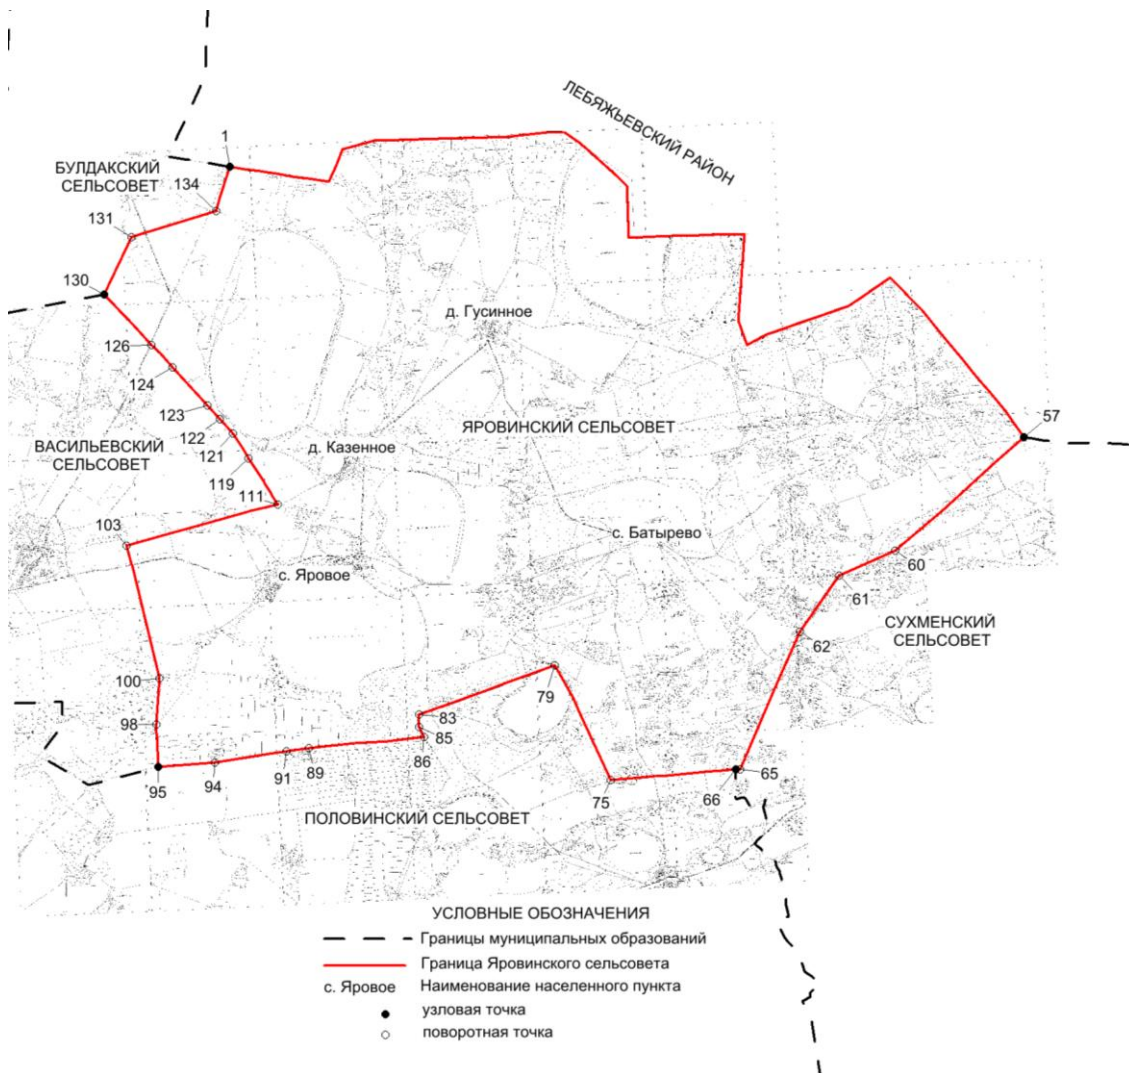 ЛЕБЯЖЬЕВСКИЙ РАЙОН
1
БУЛДАКСКИЙ
СЕЛЬСОВЕТ
134
131
130
д. Гусинное
126
124
123
122
121
119
111
ЯРОВИНСКИЙ СЕЛЬСОВЕТ
57
ВАСИЛЬЕВСКИЙ
СЕЛЬСОВЕТ
д. Казенное
103
с. Батырево
60
с. Яровое
61
62
СУХМЕНСКИЙ
СЕЛЬСОВЕТ
100
79
98
83
85
86
91
89
94
95
75
66
65
ПОЛОВИНСКИЙ СЕЛЬСОВЕТ
УСЛОВНЫЕ ОБОЗНАЧЕНИЯ
Границы муниципальных образований
Граница Яровинского сельсовета
с. Яровое Наименование населенного пункта
узловая точка
поворотная точка